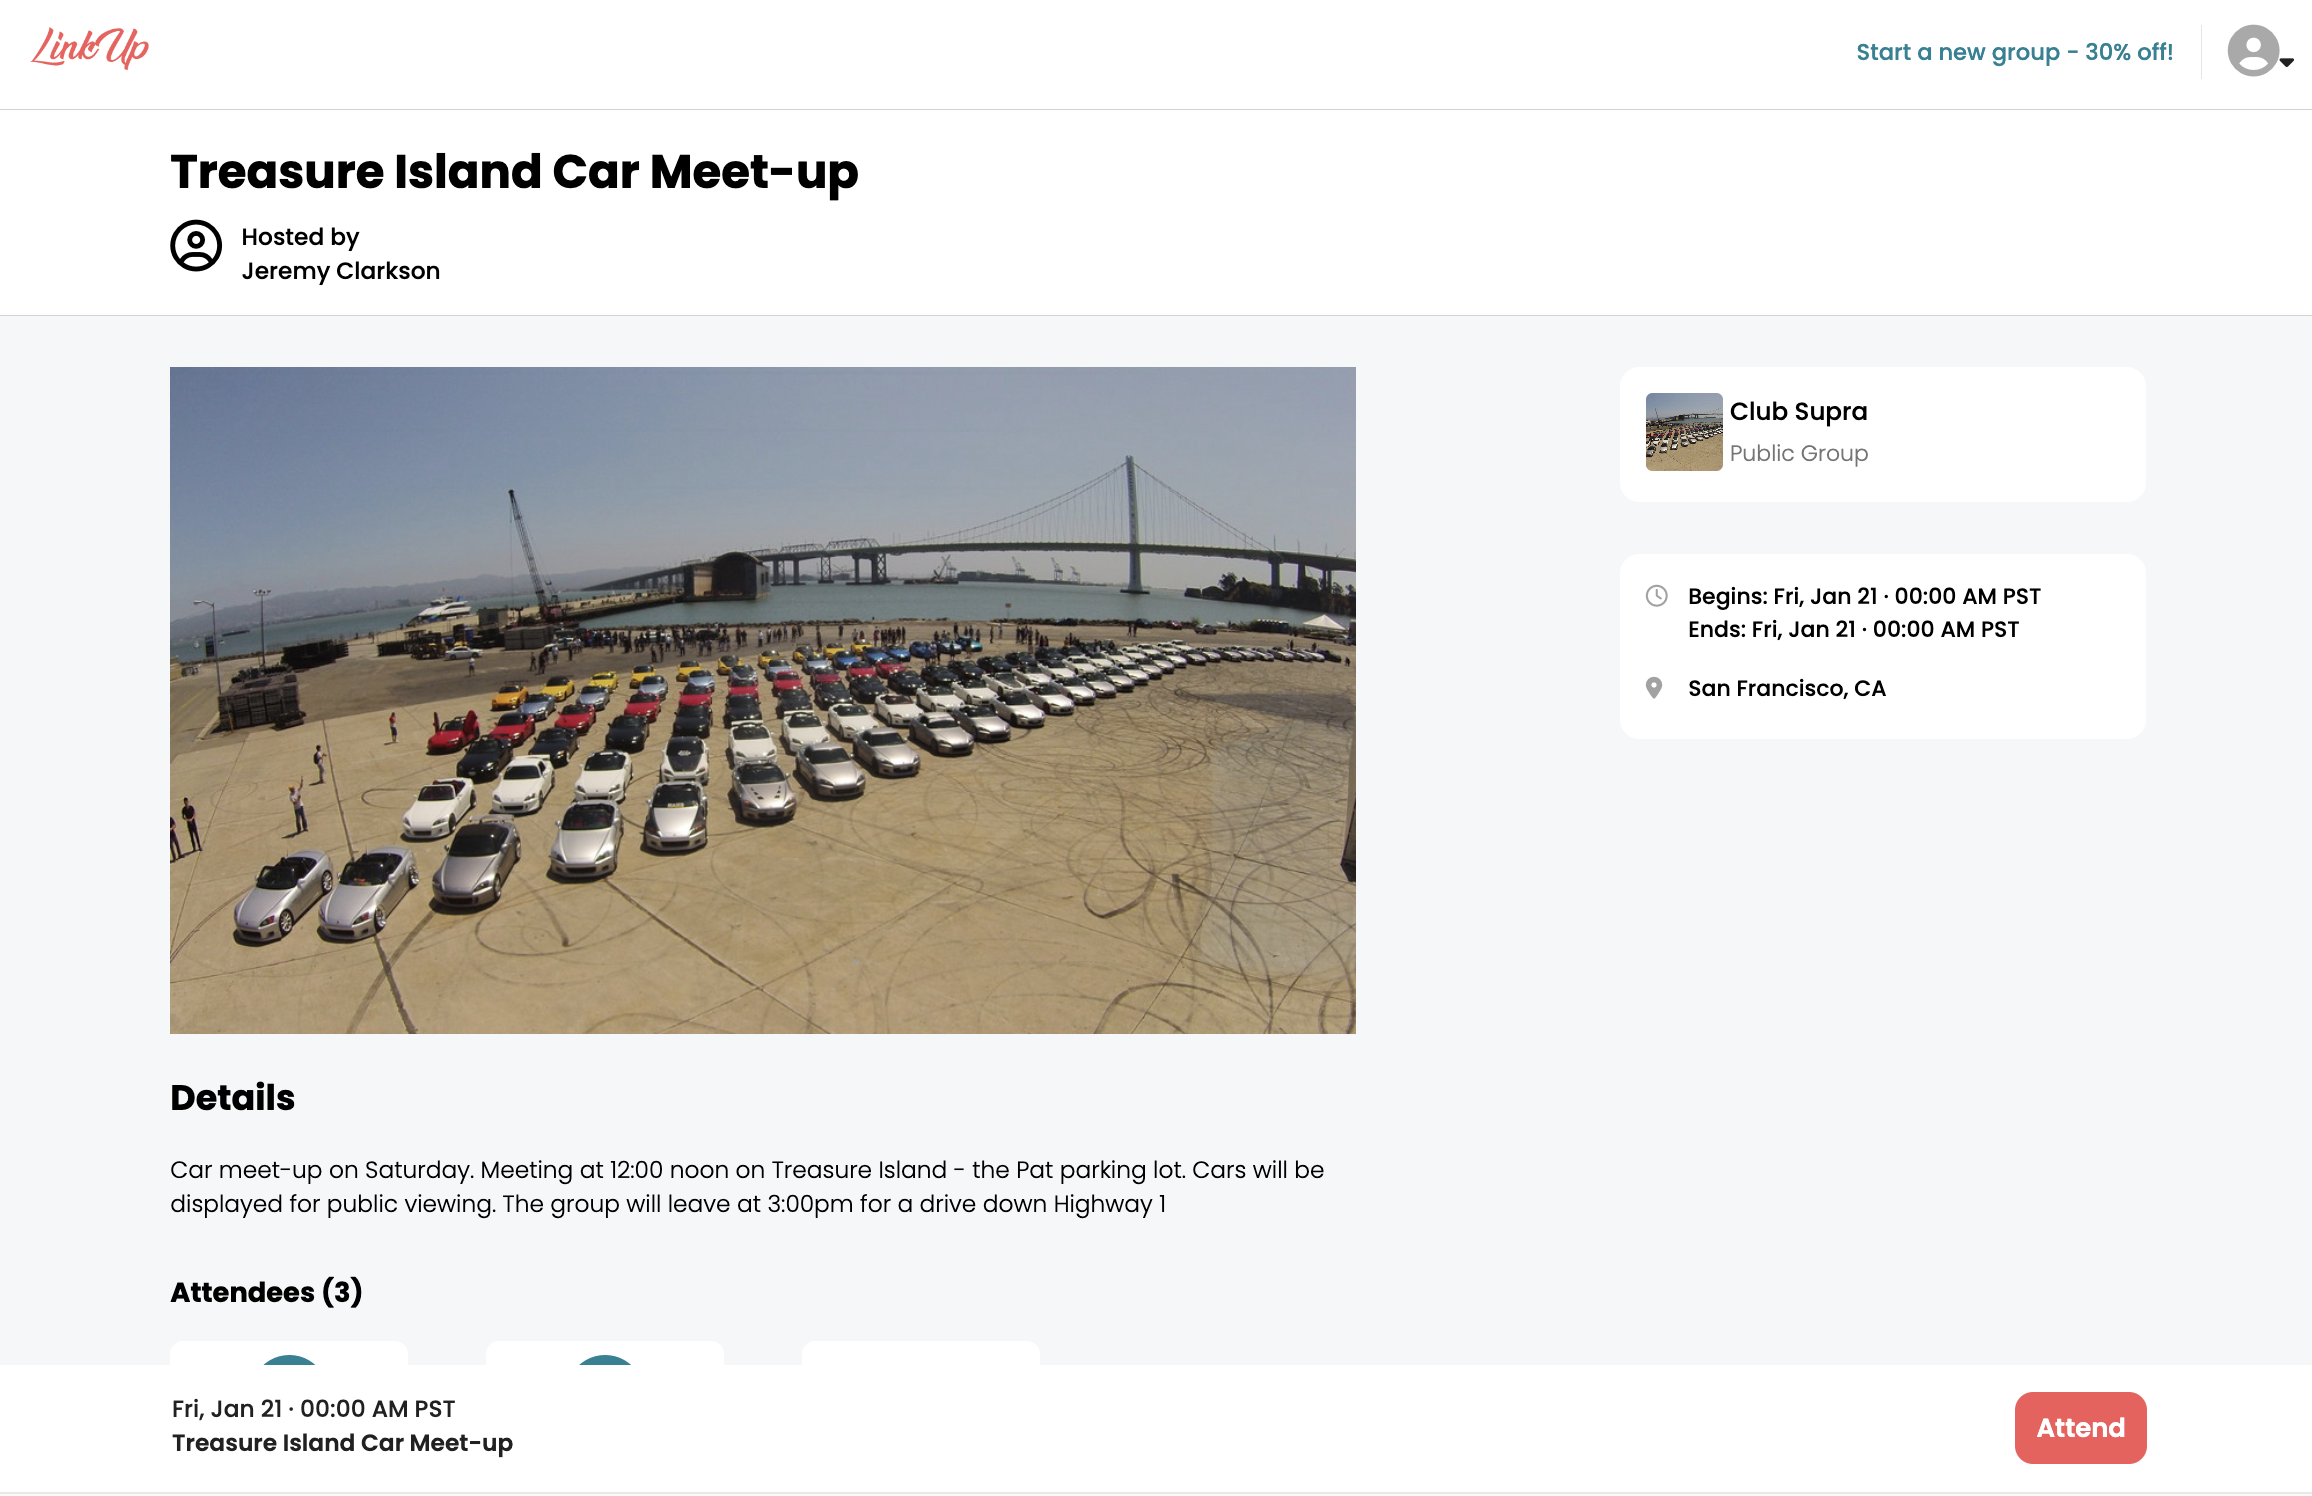 LinkUp
Start a new group - 30% off!
Treasure Island Car Meet-up
Hosted by
Jeremy Clarkson
Club Supra
Public Group
Begins: Fri, Jan 21 · 00:00 AM PST
Ends: Fri, Jan 21 · 00:00 AM PST
San Francisco, CA
Details
Car meet-up on Saturday. Meeting at 12:00 noon on Treasure Island - the Pat parking lot. Cars will be
displayed for public viewing. The group will leave at 3:00pm for a drive down Highway 1
Attendees (3)
Fri, Jan 21 · 00:00 AM PST
Treasure Island Car Meet-up
Attend